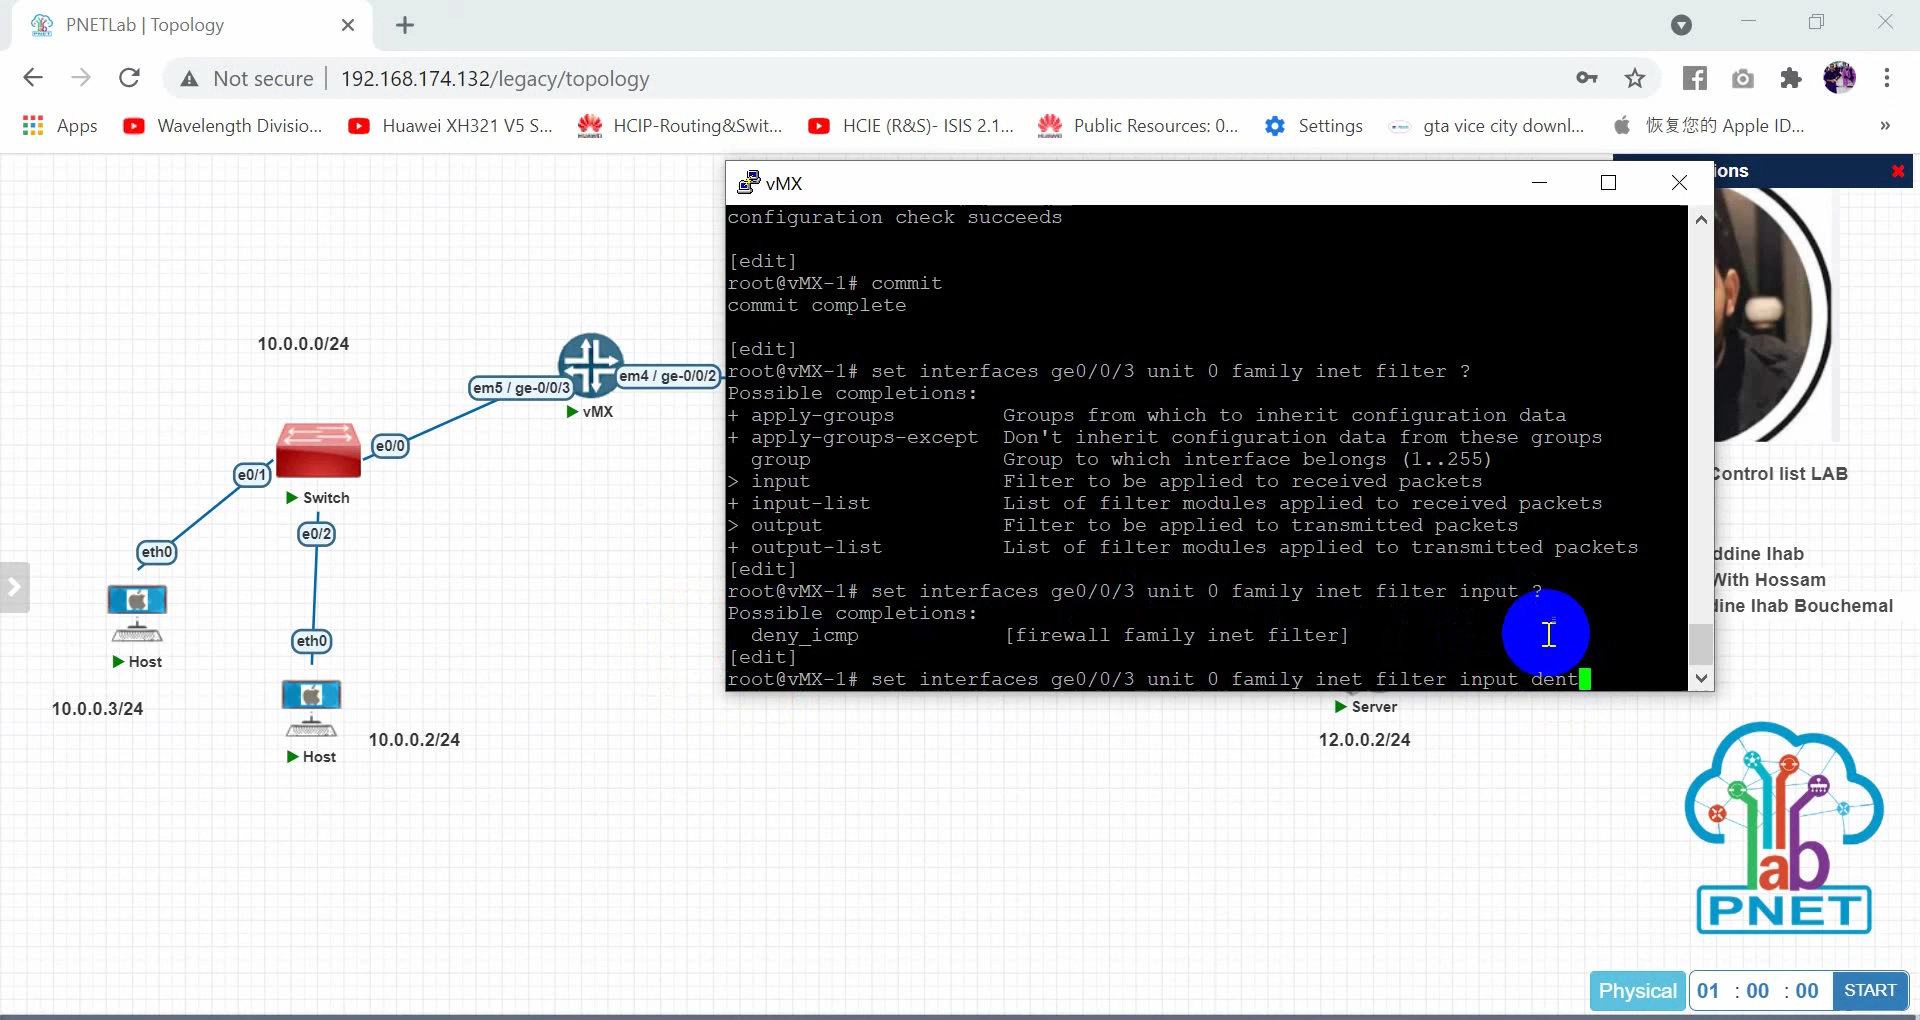 PNETLab | Topology
Not secure | 192.168.174.132/legacy/topology
Apps
Wavelength Divisio...
Huawei XH321 V5 S...
HCIP-Routing&Swit...
HCIE (R&S)- ISIS 2.1...
Public Resources: 0...
Settings
gta vice city downl...
恢复您的 Apple ID...
»
ions
vMX
configuration check succeeds
[edit]
root@vMX-1# commit
commit complete
[edit]
root@vMX-1# set interfaces ge0/0/3 unit 0 family inet filter ?
Possible completions:
+ apply-groups Groups from which to inherit configuration data
+ apply-groups-except Don't inherit configuration data from these groups
group Group to which interface belongs (1..255)
> input Filter to be applied to received packets
+ input-list List of filter modules applied to received packets
> output Filter to be applied to transmitted packets
+ output-list List of filter modules applied to transmitted packets
[edit]
root@vMX-1# set interfaces ge0/0/3 unit 0 family inet filter input ?
Possible completions:
deny_icmp [firewall family inet filter]
[edit]
root@vMX-1# set interfaces ge0/0/3 unit 0 family inet filter input dent
10.0.0.0/24
em5 / ge-0/0/3
em4 / ge-0/0/2
vMX
e0/0
e0/1
Switch
e0/2
eth0
Host
10.0.0.3/24
eth0
Host
10.0.0.2/24
Control list LAB
ddine Ihab
With Hossam
dine Ihab Bouchemal
Server
12.0.0.2/24
lab
PNET
Physical
01 : 00 : 00
START